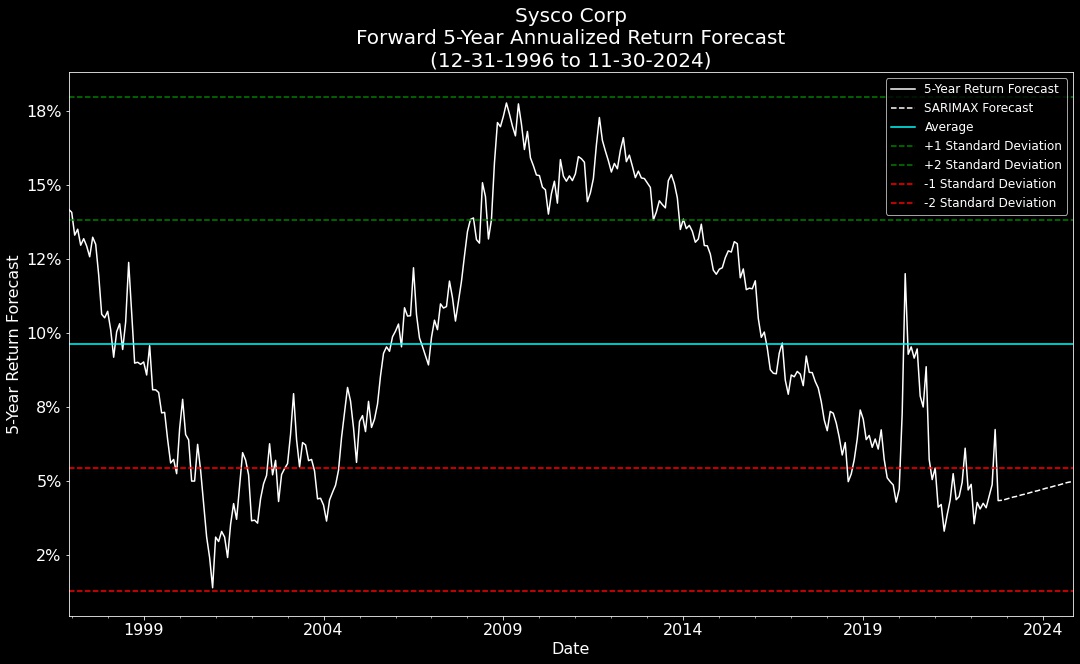 Sysco Corp
Forward 5-Year Annualized Return Forecast
(12-31-1996 to 11-30-2024)
5-Year Return Forecast
SARIMAX Forecast
Average
+1 Standard Deviation
+2 Standard Deviation
-1 Standard Deviation
-2 Standard Deviation
18%
15%
12%
10%
8%
5%
2%
5-Year Return Forecast
1999
2004
2009
2014
2019
2024
Date